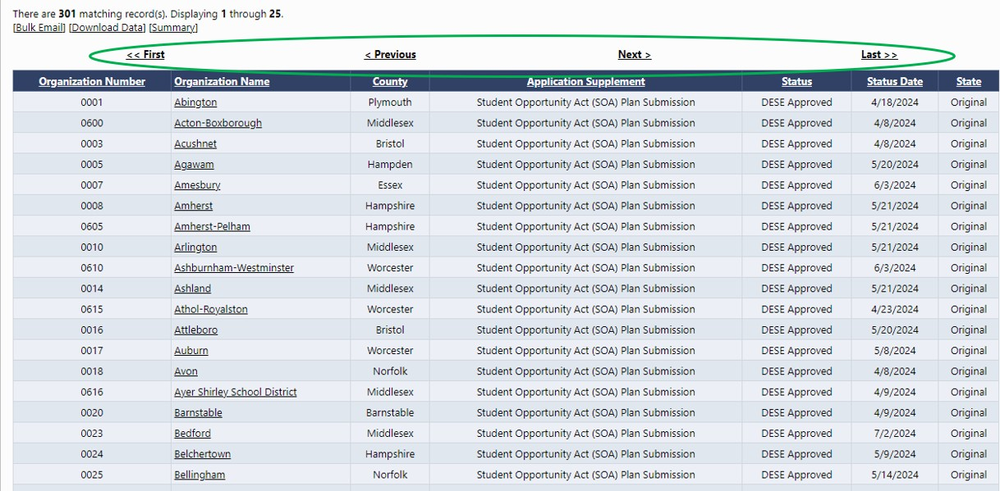 There are 301 matching record(s). Displaying 1 through 25.
[Bulk Email] [Download Data] [Summary]
<< First < Previous Next > Last >>
Organization Number Organization Name County Application Supplement Status Status Date State
0001 Abington Plymouth Student Opportunity Act (SOA) Plan Submission DESE Approved 4/18/2024 Original
0600 Acton-Boxborough Middlesex Student Opportunity Act (SOA) Plan Submission DESE Approved 4/8/2024 Original
0003 Acushnet Bristol Student Opportunity Act (SOA) Plan Submission DESE Approved 4/8/2024 Original
0005 Agawam Hampden Student Opportunity Act (SOA) Plan Submission DESE Approved 5/20/2024 Original
0007 Amesbury Essex Student Opportunity Act (SOA) Plan Submission DESE Approved 6/3/2024 Original
0008 Amherst Hampshire Student Opportunity Act (SOA) Plan Submission DESE Approved 5/21/2024 Original
0605 Amherst-Pelham Hampshire Student Opportunity Act (SOA) Plan Submission DESE Approved 5/21/2024 Original
0010 Arlington Middlesex Student Opportunity Act (SOA) Plan Submission DESE Approved 5/21/2024 Original
0610 Ashburnham-Westminster Worcester Student Opportunity Act (SOA) Plan Submission DESE Approved 6/3/2024 Original
0014 Ashland Middlesex Student Opportunity Act (SOA) Plan Submission DESE Approved 5/21/2024 Original
0615 Athol-Royalston Worcester Student Opportunity Act (SOA) Plan Submission DESE Approved 4/23/2024 Original
0016 Attleboro Bristol Student Opportunity Act (SOA) Plan Submission DESE Approved 5/20/2024 Original
0017 Auburn Worcester Student Opportunity Act (SOA) Plan Submission DESE Approved 5/8/2024 Original
0018 Avon Norfolk Student Opportunity Act (SOA) Plan Submission DESE Approved 4/8/2024 Original
0616 Ayer Shirley School District Middlesex Student Opportunity Act (SOA) Plan Submission DESE Approved 4/9/2024 Original
0020 Barnstable Barnstable Student Opportunity Act (SOA) Plan Submission DESE Approved 4/9/2024 Original
0023 Bedford Middlesex Student Opportunity Act (SOA) Plan Submission DESE Approved 7/2/2024 Original
0024 Belchertown Hampshire Student Opportunity Act (SOA) Plan Submission DESE Approved 5/9/2024 Original
0025 Bellingham Norfolk Student Opportunity Act (SOA) Plan Submission DESE Approved 5/14/2024 Original